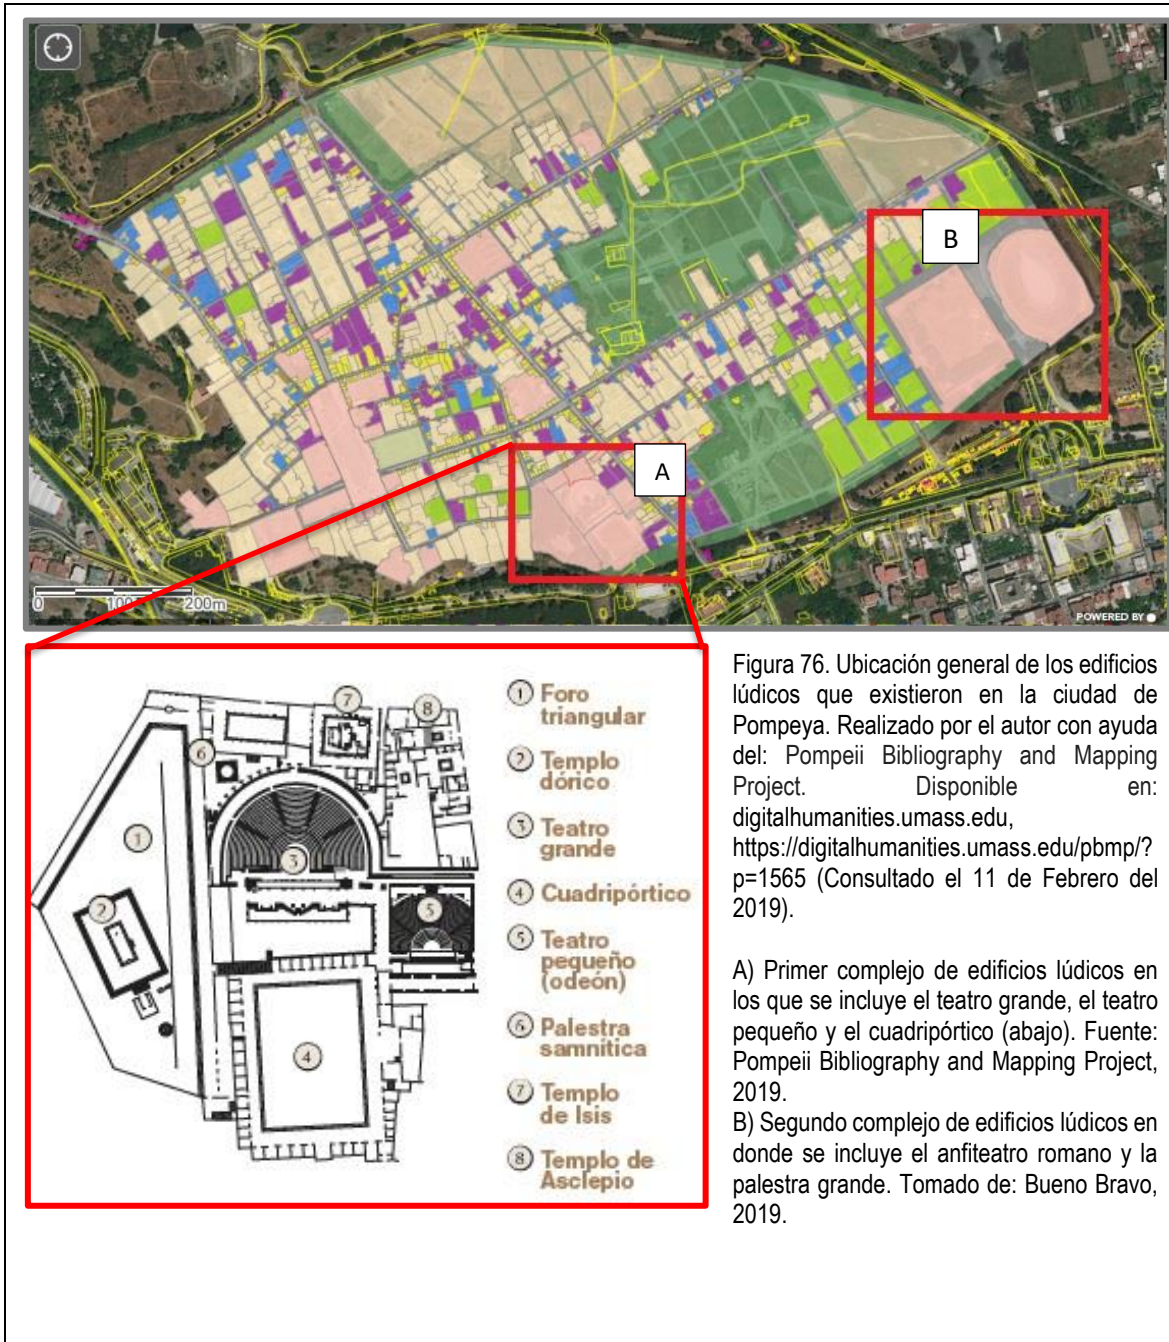 B
A
0 100 200m
POWERED BY
1 Foro
triangular
2 Templo
dórico
3 Teatro
grande
4 Cuadripórtico
5 Teatro
pequeño
(odeón)
6 Palestra
samnítica
7 Templo
de Isis
8 Templo de
Asclepio
7
8
6
1
3
2
5
4
Figura 76. Ubicación general de los edificios
lúdicos que existieron en la ciudad de
Pompeya. Realizado por el autor con ayuda
del: Pompeii Bibliography and Mapping
Project. Disponible en:
digitalhumanities.umass.edu,
https://digitalhumanities.umass.edu/pbmp/?
p=1565 (Consultado el 11 de Febrero del
2019).
A) Primer complejo de edificios lúdicos en
los que se incluye el teatro grande, el teatro
pequeño y el cuadripórtico (abajo). Fuente:
Pompeii Bibliography and Mapping Project,
2019.
B) Segundo complejo de edificios lúdicos en
donde se incluye el anfiteatro romano y la
palestra grande. Tomado de: Bueno Bravo,
2019.